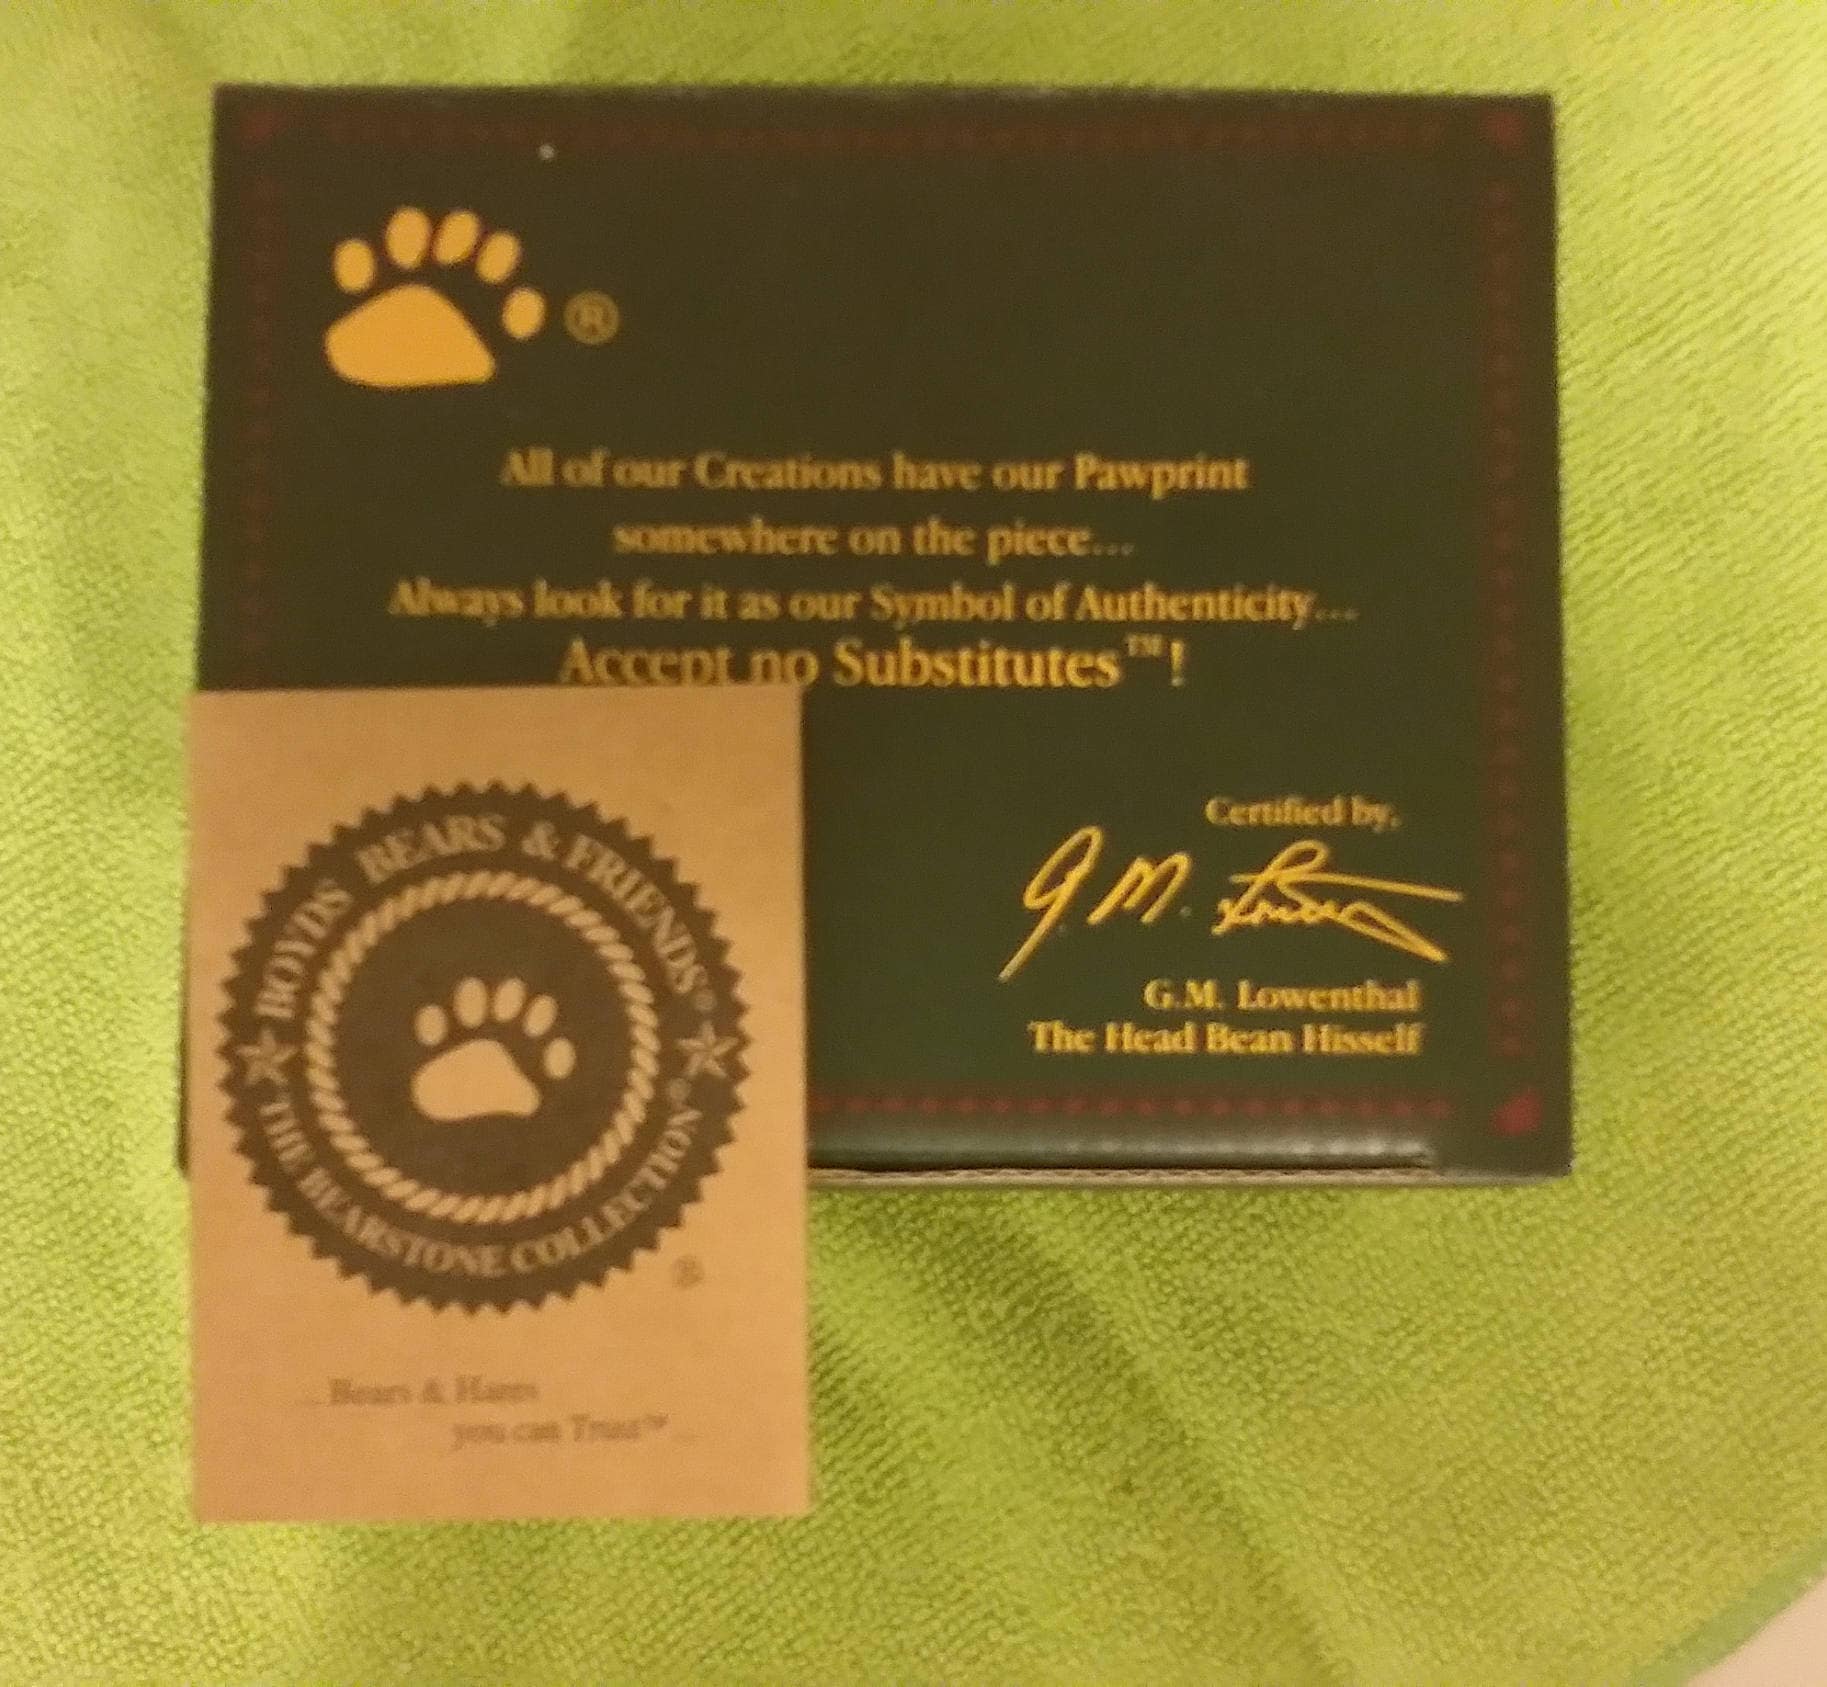 ®
All of our Creations have our Pawprint
somewhere on the piece...
Always look for it as our Symbol of Authenticity...
Accept no Substitutes™!
Certified by,
G.M. Lowenthal
G.M. Lowenthal
The Head Bean Hisself
BOYDS BEARS & FRIENDS®
THE BEARSTONE COLLECTION©
®
...Bears & Hares
you can Trust™...